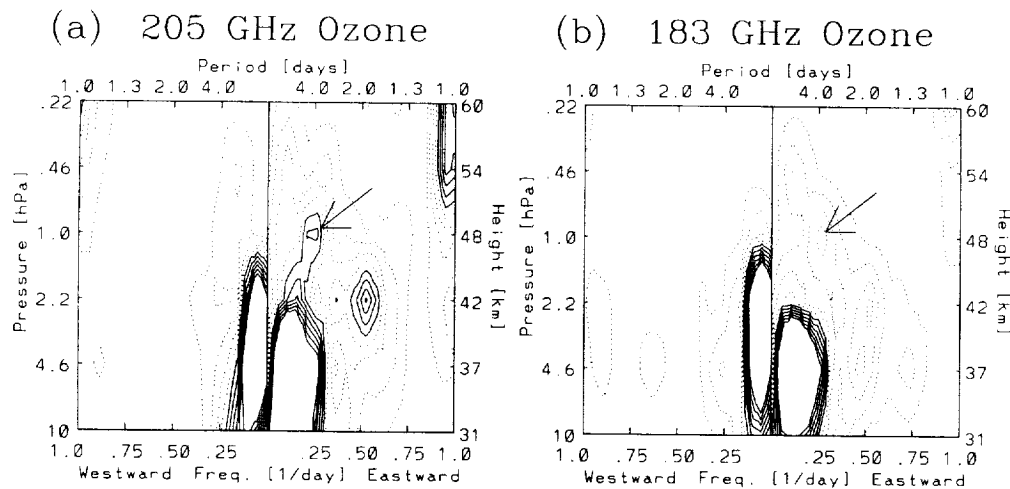 (a) 205 GHz Ozone
Period [days]
1.0 1.3 2.0 4.0 4.0 2.0 1.3 1.0
.22 60
.46 54
1.0 48
2.2 42
4.6 37
10 31
Pressure [hPa]
Height [km]
1.0 .75 .50 .25 .25 .50 .75 1.0
Westward Freq. [1/day] Eastward
(b) 183 GHz Ozone
Period [days]
1.0 1.3 2.0 4.0 4.0 2.0 1.3 1.0
.22 60
.46 54
1.0 48
2.2 42
4.6 37
10 31
Pressure [hPa]
Height [km]
1.0 .75 .50 .25 .25 .50 .75 1.0
Westward Freq. [1/day] Eastward